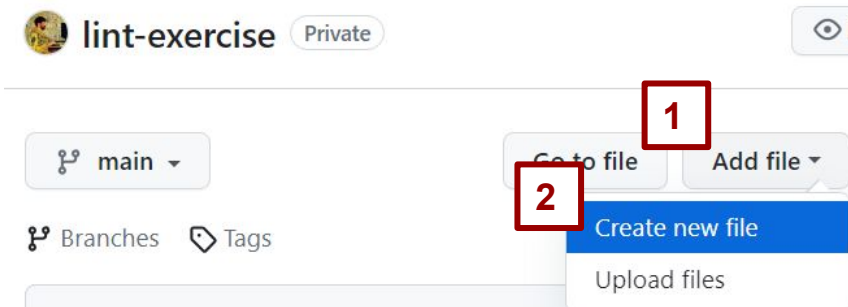 lint-exercise Private
1
main Go to file Add file
2
Create new file
Branches Tags
Upload files